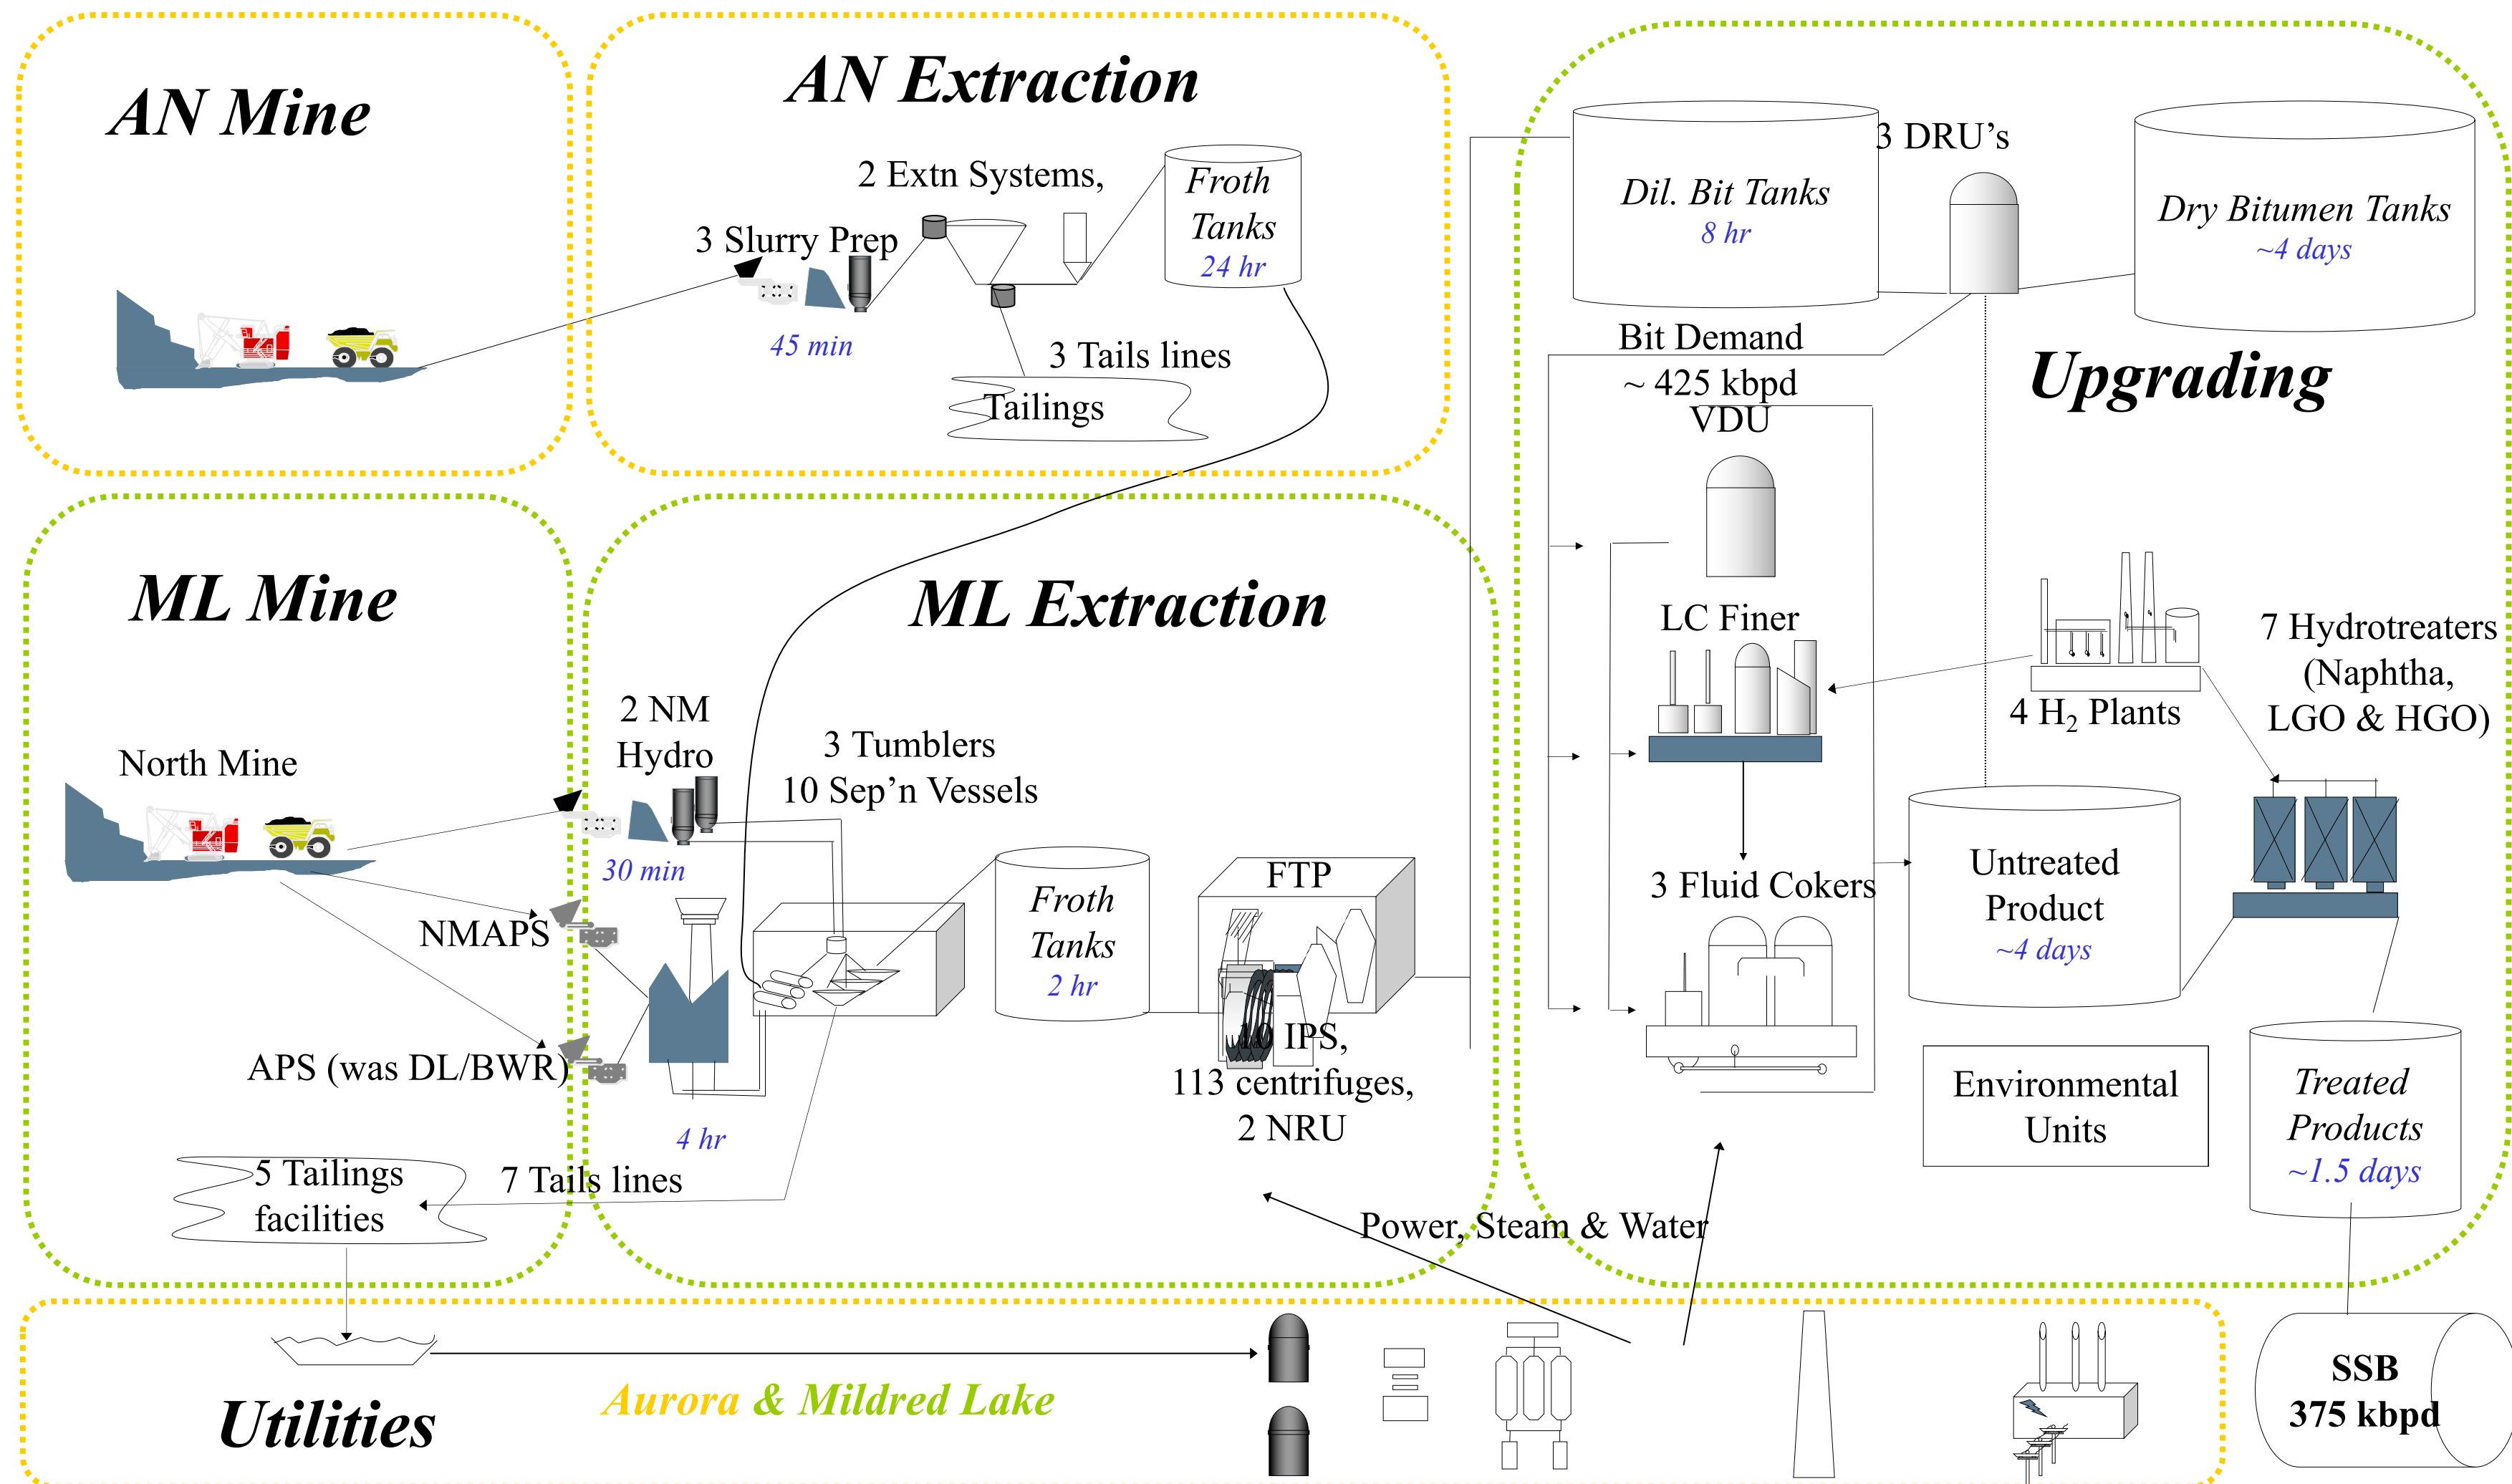 AN Mine
AN Extraction
2 Extn Systems,
3 Slurry Prep
45 min
Froth
Tanks
24 hr
3 Tails lines
Tailings
ML Mine
North Mine
NMAPS
APS (was DL/BWR)
5 Tailings
facilities
7 Tails lines
ML Extraction
2 NM
Hydro
30 min
3 Tumblers
10 Sep'n Vessels
4 hr
Froth
Tanks
2 hr
FTP
10 IPS,
113 centrifuges,
2 NRU
Upgrading
Dil. Bit Tanks
8 hr
3 DRU's
Dry Bitumen Tanks
~4 days
Bit Demand
~ 425 kbpd
VDU
LC Finer
3 Fluid Cokers
4 H₂ Plants
7 Hydrotreaters
(Naphtha,
LGO & HGO)
Untreated
Product
~4 days
Environmental
Units
Treated
Products
~1.5 days
Power, Steam & Water
Utilities
Aurora & Mildred Lake
SSB
375 kbpd